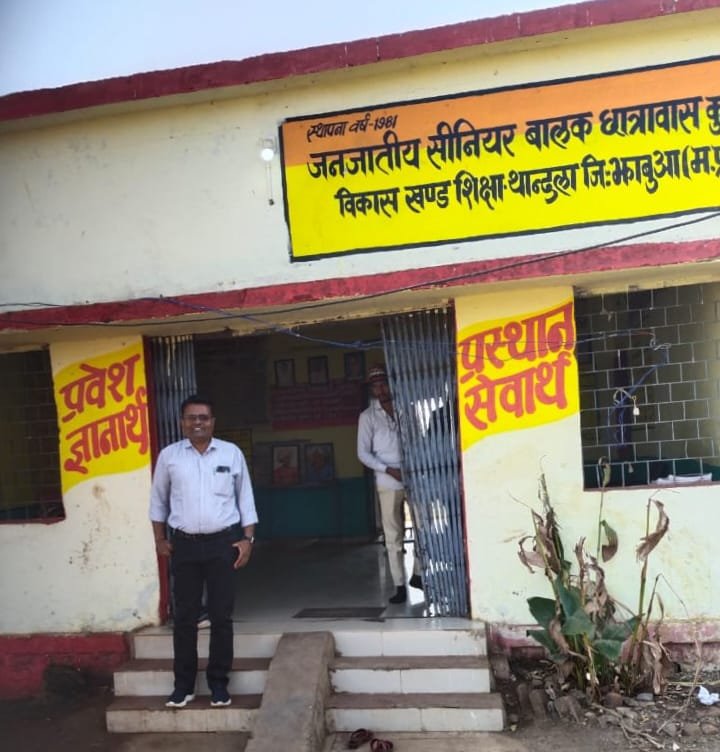 स्थापना वर्ष-1981
जनजातीय सीनियर बालक छात्रावास
विकास खण्ड शिक्षा-थान्दला जि:झाबुआ(म.प्र
प्रवेश
ज्ञानार्थ
प्रस्थान
सेवार्थ